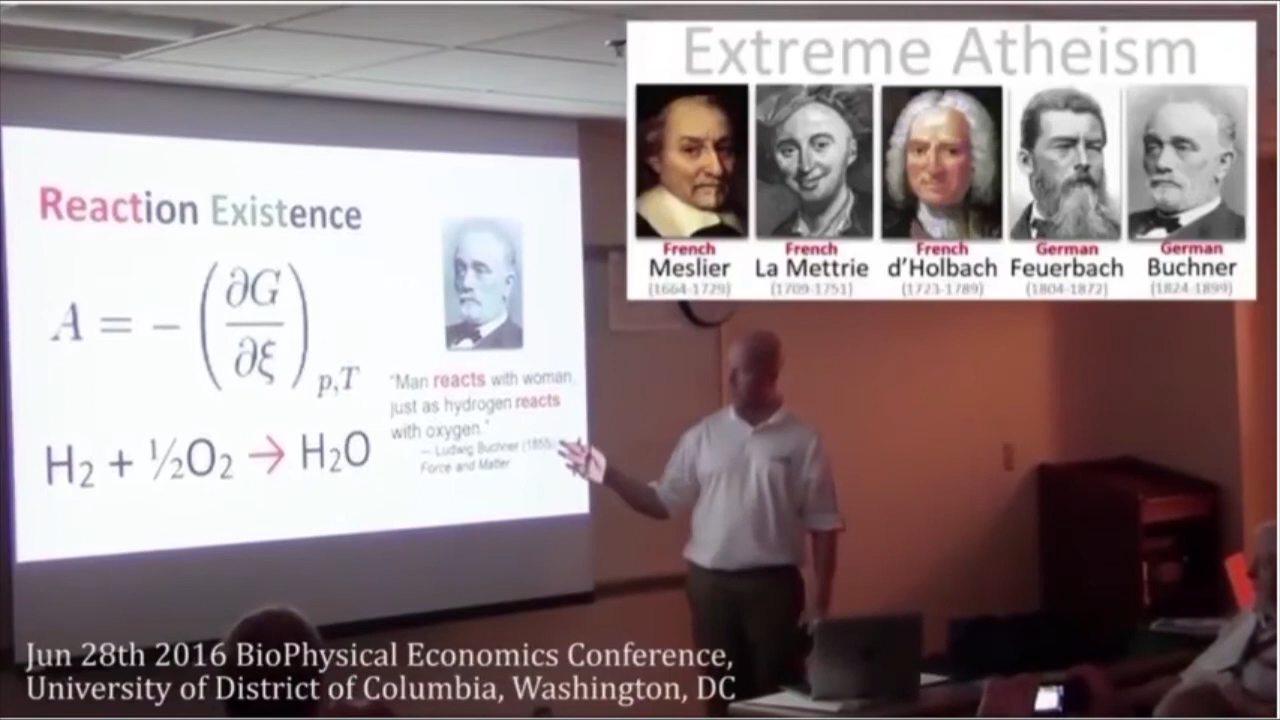 Extreme Atheism
French
Meslier
(1664-1729)
French
La Mettrie
(1709-1751)
French
d'Holbach
(1723-1789)
German
Feuerbach
(1804-1872)
German
Buchner
(1824-1899)
Reaction Existence
A = − (∂G/∂ξ)p,T
H₂ + ½O₂ → H₂O
"Man reacts with woman,
just as hydrogen reacts
with oxygen."
— Ludwig Buchner (1855)
Force and Matter
Jun 28th 2016 BioPhysical Economics Conference,
University of District of Columbia, Washington, DC